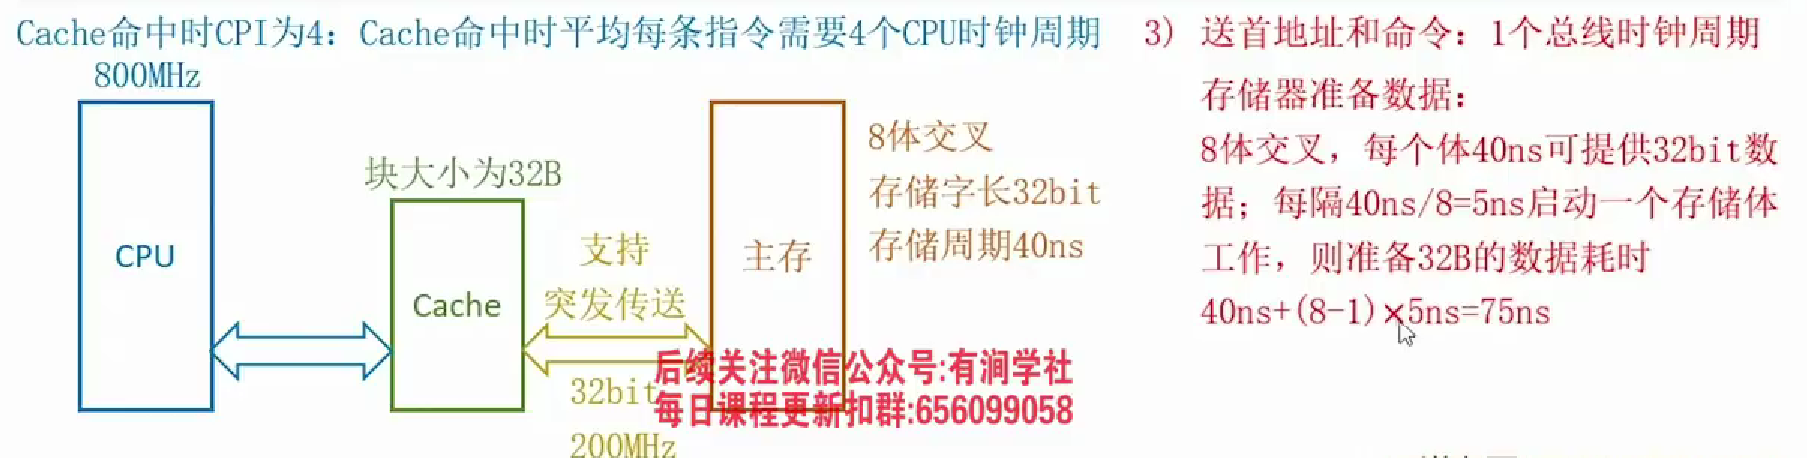 Cache命中时CPI为4：Cache命中时平均每条指令需要4个CPU时钟周期
800MHz
CPU
块大小为32B
Cache
支持
突发传送
32bit
200MHz
主存
8体交叉
存储字长32bit
存储周期40ns
3) 送首地址和命令：1个总线时钟周期
存储器准备数据：
8体交叉，每个体40ns可提供32bit数
据；每隔40ns/8=5ns启动一个存储体
工作，则准备32B的数据耗时
40ns+(8-1)×5ns=75ns
后续关注微信公众号:有涧学社
每日课程更新扣群:656099058